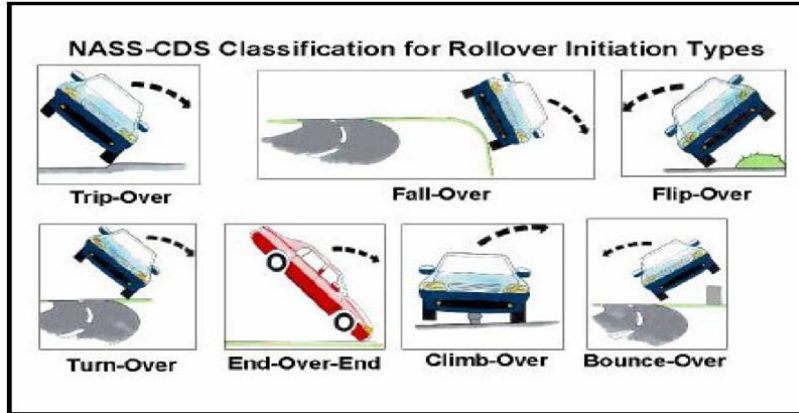 NASS-CDS Classification for Rollover Initiation Types
Trip-Over
Fall-Over
Flip-Over
Turn-Over
End-Over-End
Climb-Over
Bounce-Over